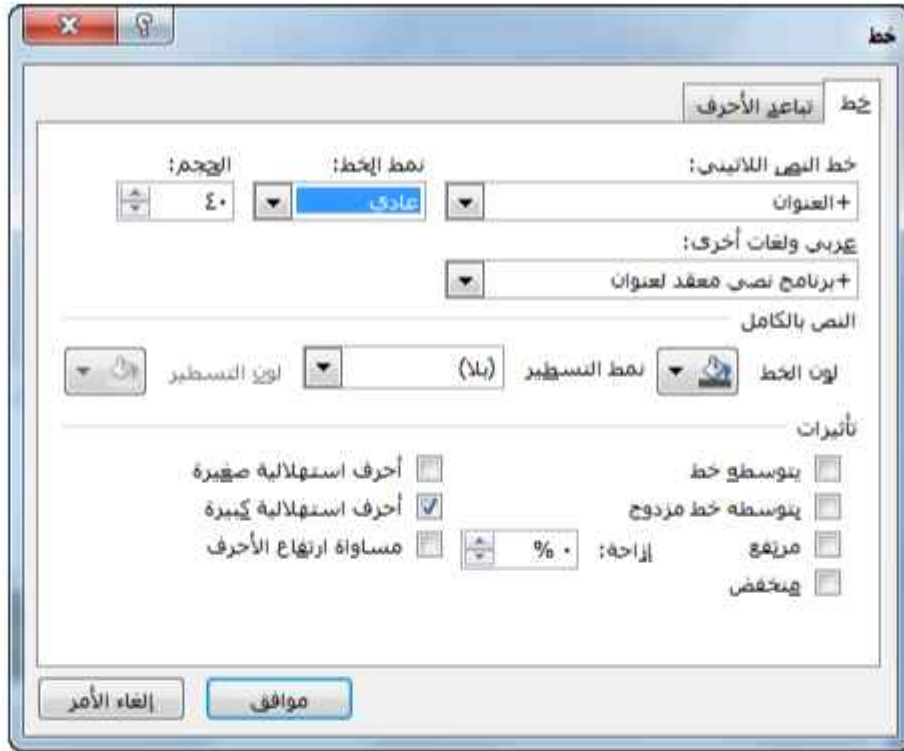 خط
خط تباعد الأحرف
خط النص اللاتيني: نمط الخط: الحجم:
+العنوان عادي ٤٠
عربي ولغات أخرى:
+برنامج نصي معقد لعنوان
النص بالكامل
لون الخط نمط التسطير (بلا) لون التسطير
تأثيرات
يتوسطه خط أحرف استهلالية صغيرة
يتوسطه خط مزدوج أحرف استهلالية كبيرة
مرتفع إزاحة: ٠ % مساواة ارتفاع الأحرف
منخفض
موافق إلغاء الأمر